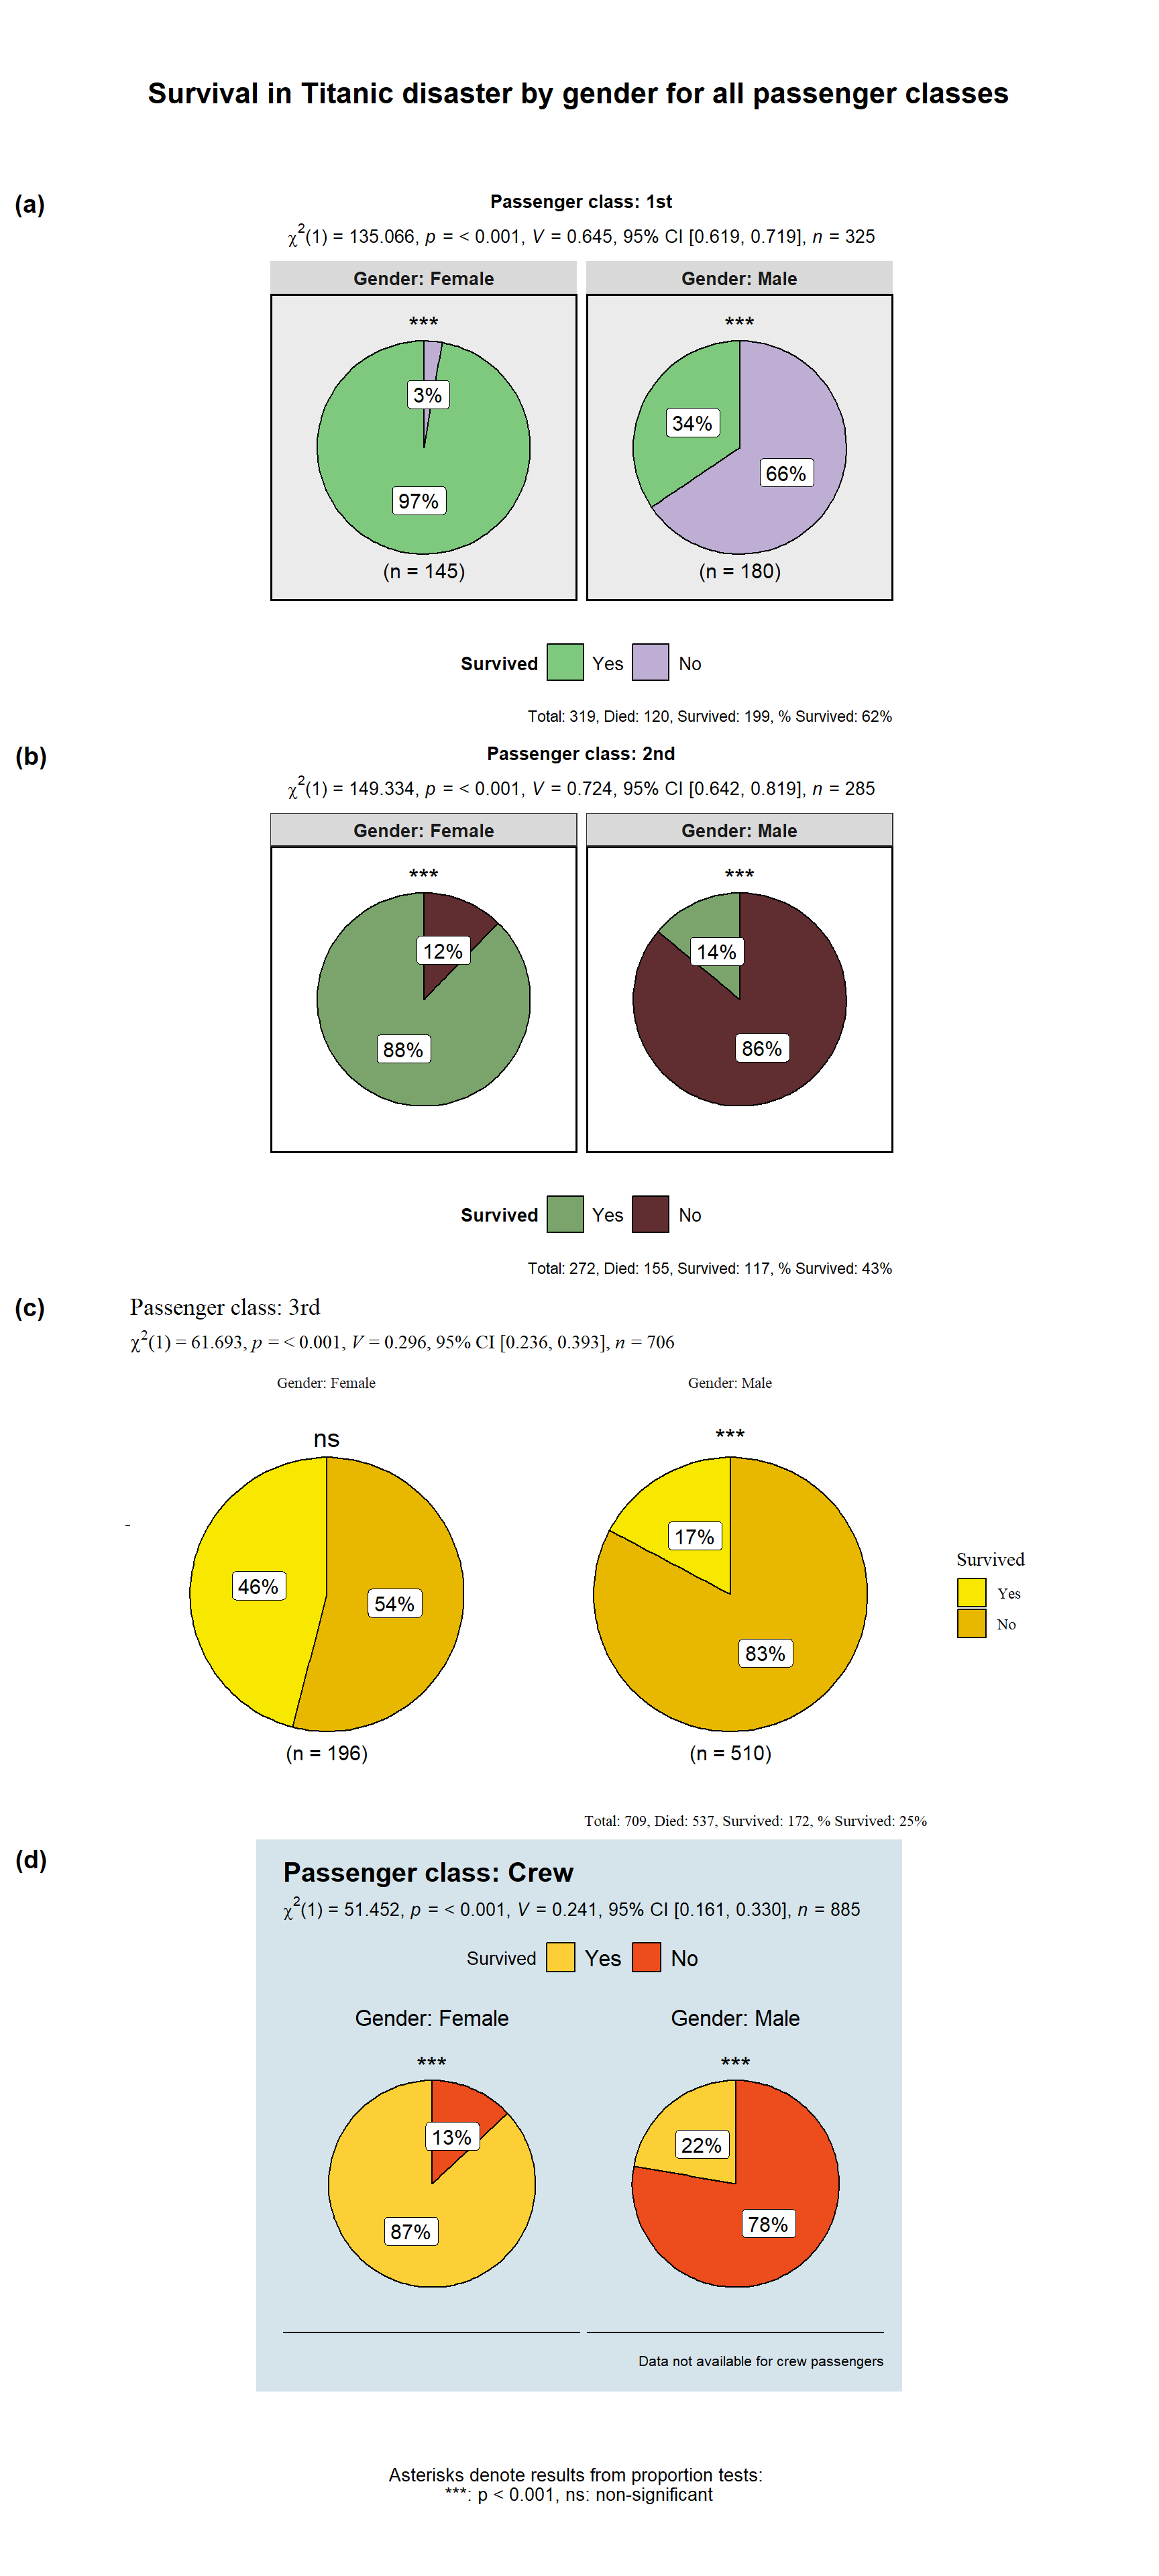 Survival in Titanic disaster by gender for all passenger classes
(a)
Passenger class: 1st
χ2(1) = 135.066, p = < 0.001, V = 0.645, 95% CI [0.619, 0.719], n = 325
Gender: Female
Gender: Male
***
***
3%
97%
34%
66%
(n = 145)
(n = 180)
Survived Yes No
Total: 319, Died: 120, Survived: 199, % Survived: 62%
(b)
Passenger class: 2nd
χ2(1) = 149.334, p = < 0.001, V = 0.724, 95% CI [0.642, 0.819], n = 285
Gender: Female
Gender: Male
***
***
12%
88%
14%
86%
Survived Yes No
Total: 272, Died: 155, Survived: 117, % Survived: 43%
(c)
Passenger class: 3rd
χ2(1) = 61.693, p = < 0.001, V = 0.296, 95% CI [0.236, 0.393], n = 706
Gender: Female
Gender: Male
ns
***
46%
54%
17%
83%
(n = 196)
(n = 510)
Survived
Yes
No
Total: 709, Died: 537, Survived: 172, % Survived: 25%
(d)
Passenger class: Crew
χ2(1) = 51.452, p = < 0.001, V = 0.241, 95% CI [0.161, 0.330], n = 885
Survived Yes No
Gender: Female
Gender: Male
***
***
13%
87%
22%
78%
Data not available for crew passengers
Asterisks denote results from proportion tests:
***: p < 0.001, ns: non-significant